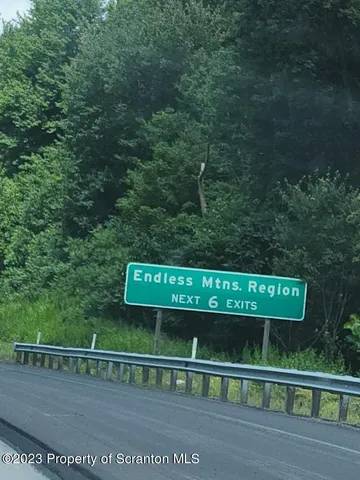 Endless Mtns. Region
NEXT 6 EXITS
©2023 Property of Scranton MLS